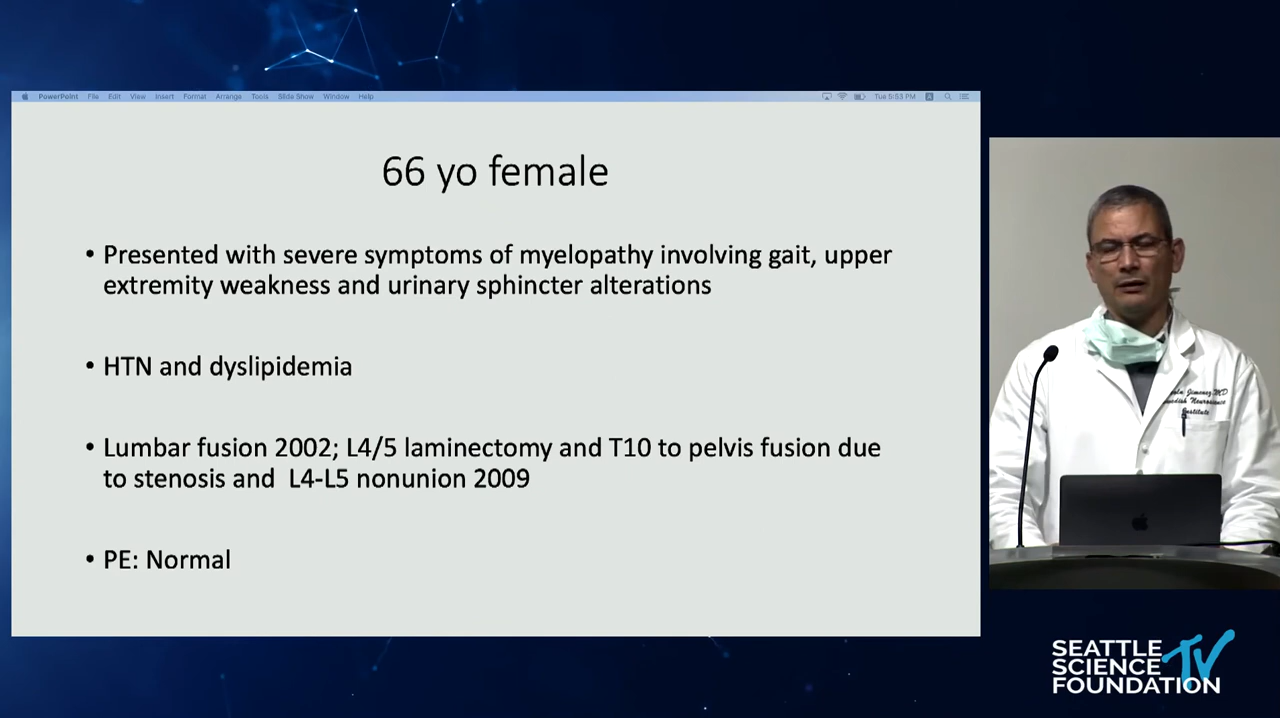 PowerPoint File Edit View Insert Format Arrange Tools Slide Show Window Help Tue 5:53 PM
66 yo female
• Presented with severe symptoms of myelopathy involving gait, upper
extremity weakness and urinary sphincter alterations
• HTN and dyslipidemia
• Lumbar fusion 2002; L4/5 laminectomy and T10 to pelvis fusion due
to stenosis and L4-L5 nonunion 2009
• PE: Normal
Jimenez, MD
Institute
SEATTLE
SCIENCE TV
FOUNDATION